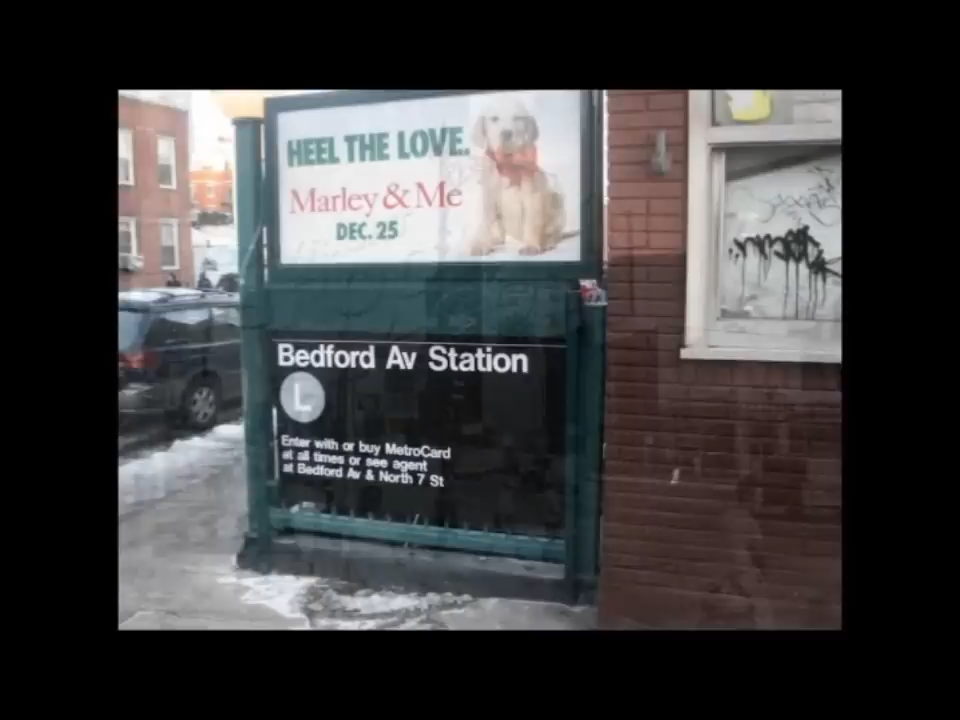 HEEL THE LOVE.
Marley & Me
DEC. 25
Bedford Av Station
L
Enter with or buy MetroCard
at all times or see agent
at Bedford Av & North 7 St